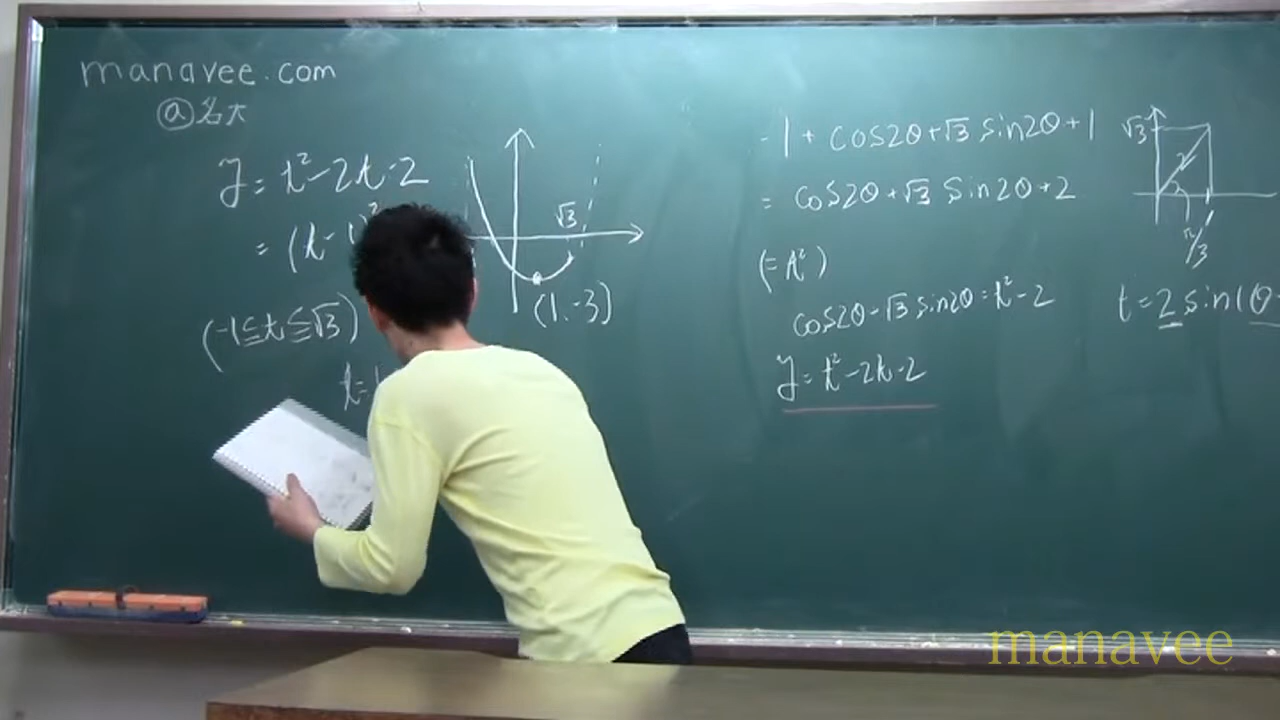 manavee.com
@名大
y = t² - 2t - 2
= (t - 1)²
(-1 ≦ t ≦ √3)
t =
√3
(1, -3)
-1 + cos2θ + √3 sin2θ + 1
= cos2θ + √3 sin2θ + 2
(= t²)
cos2θ - √3 sin2θ = t² - 2
y = t² - 2t - 2
√3
2
π/3
t = 2 sin(θ
manavee